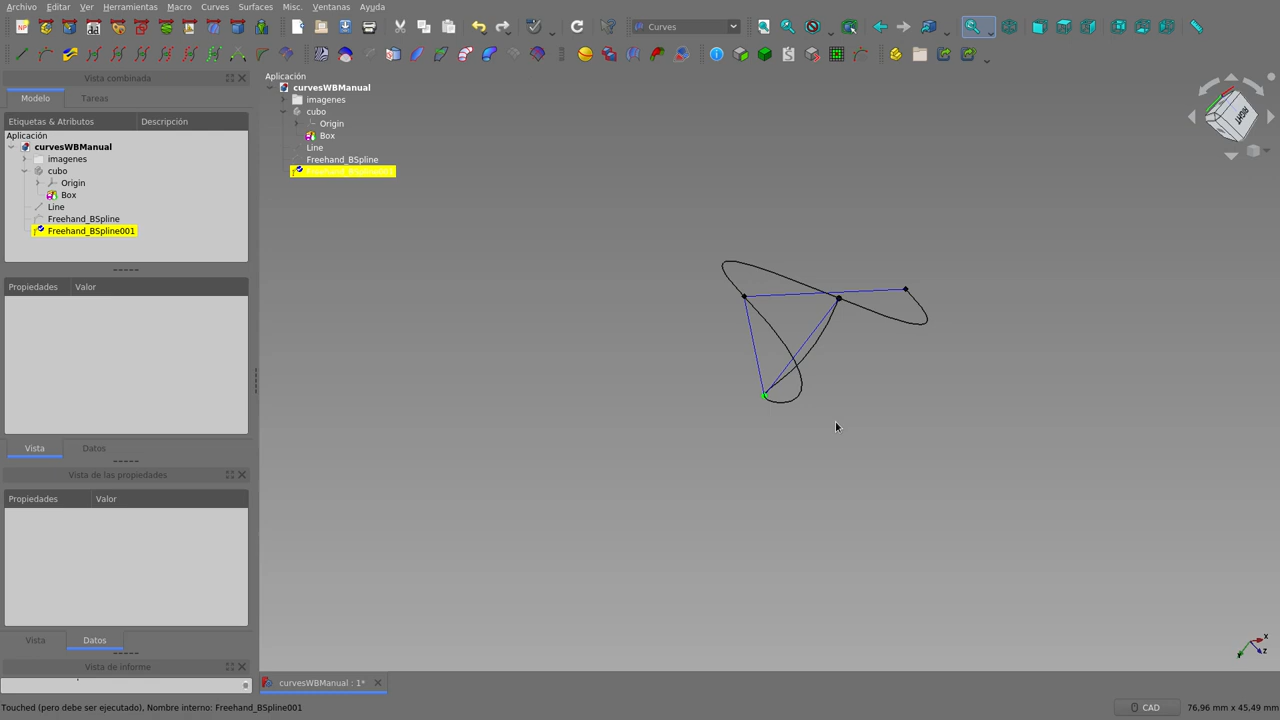 Archivo Editar Ver Herramientas Macro Curves Surfaces Misc. Ventanas Ayuda
Curves
Vista combinada
Modelo Tareas
Etiquetas & Atributos Descripción
Aplicación
curvesWBManual
imagenes
cubo
Origin
Box
Line
Freehand_BSpline
Freehand_BSpline001
Propiedades Valor
Vista Datos
Vista de las propiedades
Propiedades Valor
Vista Datos
Vista de informe
Aplicación
curvesWBManual
imagenes
cubo
Origin
Box
Line
Freehand_BSpline
Freehand_BSpline001
RIGHT
X
Y
Z
curvesWBManual : 1*
Touched (pero debe ser ejecutado), Nombre interno: Freehand_BSpline001
CAD
76,96 mm x 45,49 mm